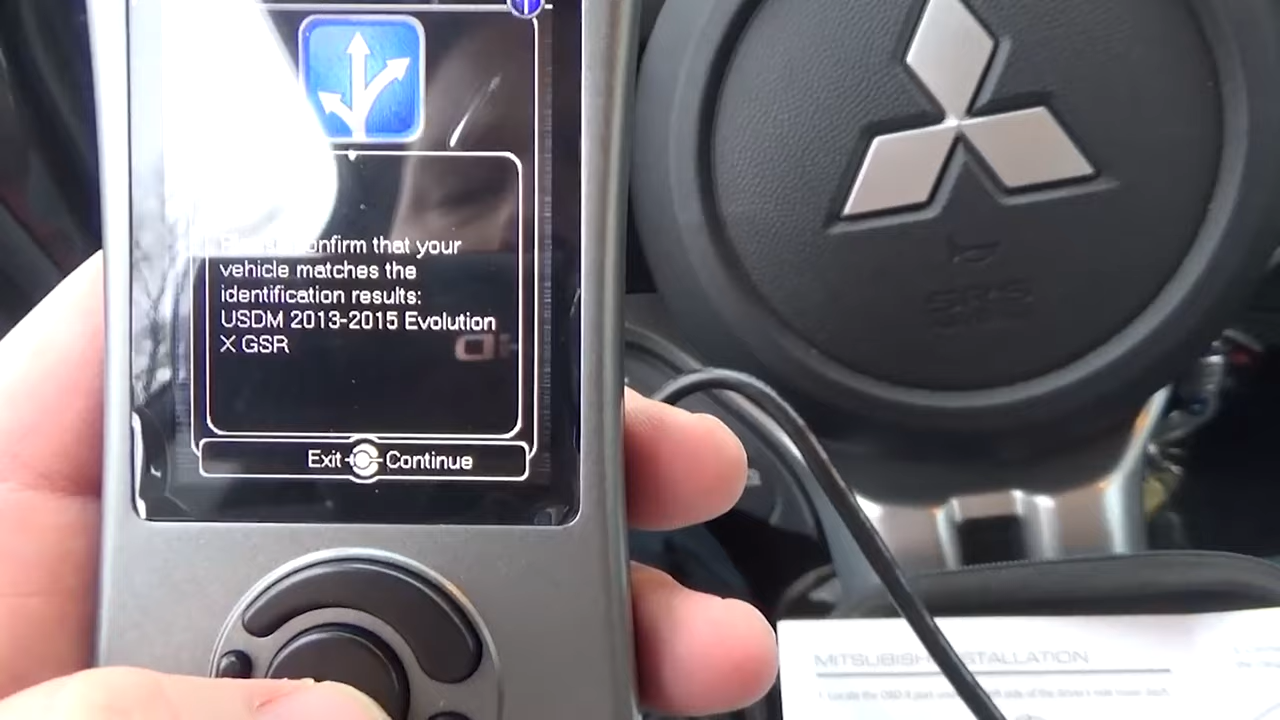 confirm that your
vehicle matches the
identification results:
USDM 2013-2015 Evolution
X GSR
Exit Continue
SRS
MITSUBISHI INSTALLATION